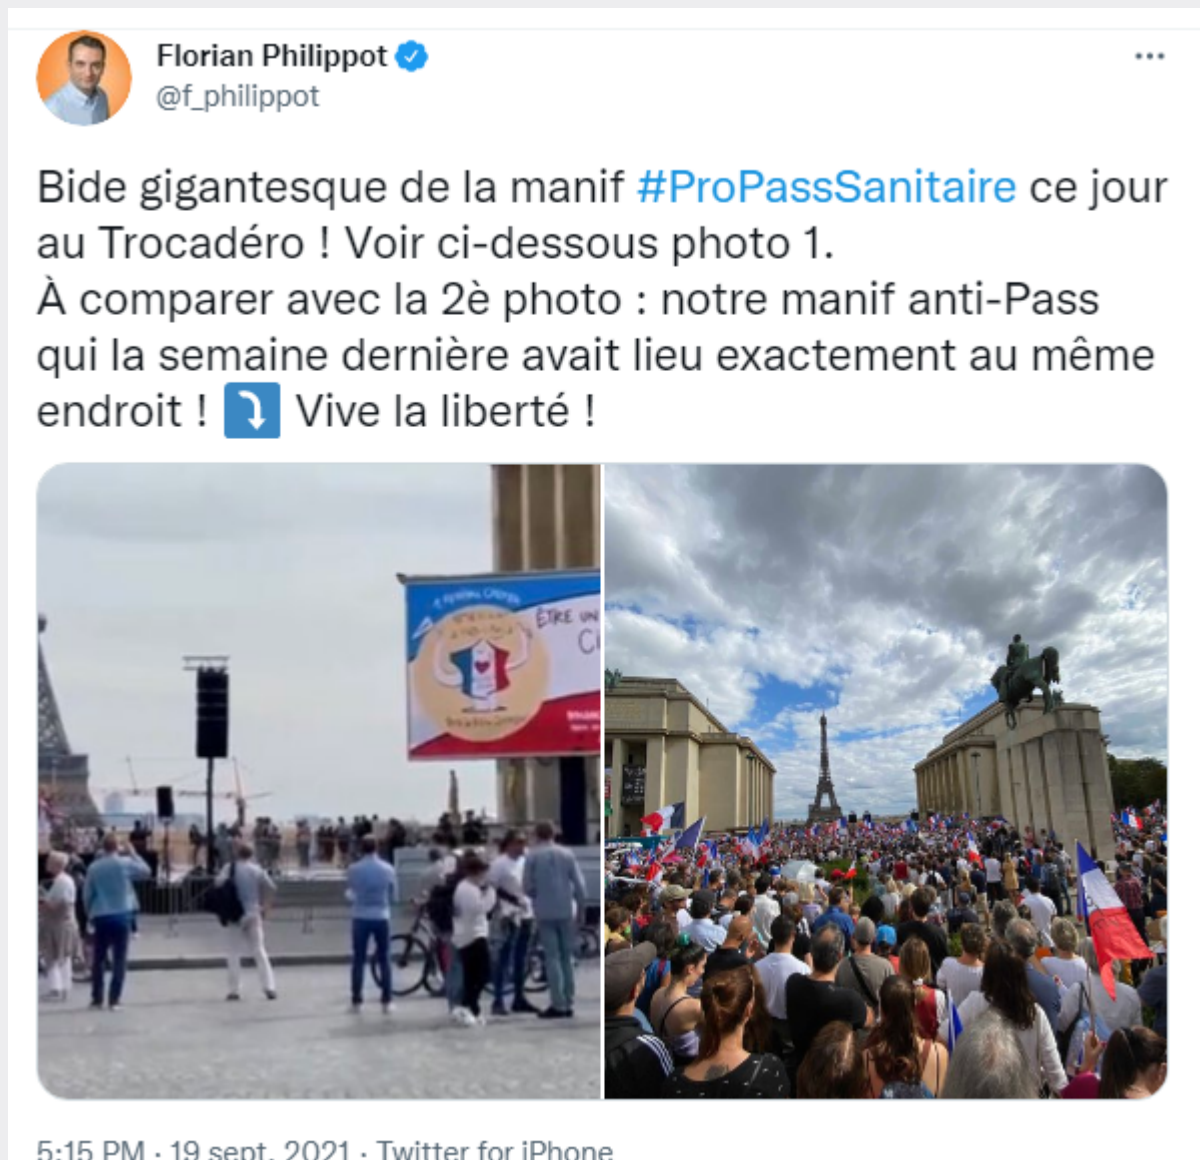 Florian Philippot
@f_philippot
Bide gigantesque de la manif #ProPassSanitaire ce jour
au Trocadéro ! Voir ci-dessous photo 1.
À comparer avec la 2è photo : notre manif anti-Pass
qui la semaine dernière avait lieu exactement au même
endroit ! ⤵️ Vive la liberté !
ÊTRE UN
5:15 PM · 19 sept. 2021 · Twitter for iPhone